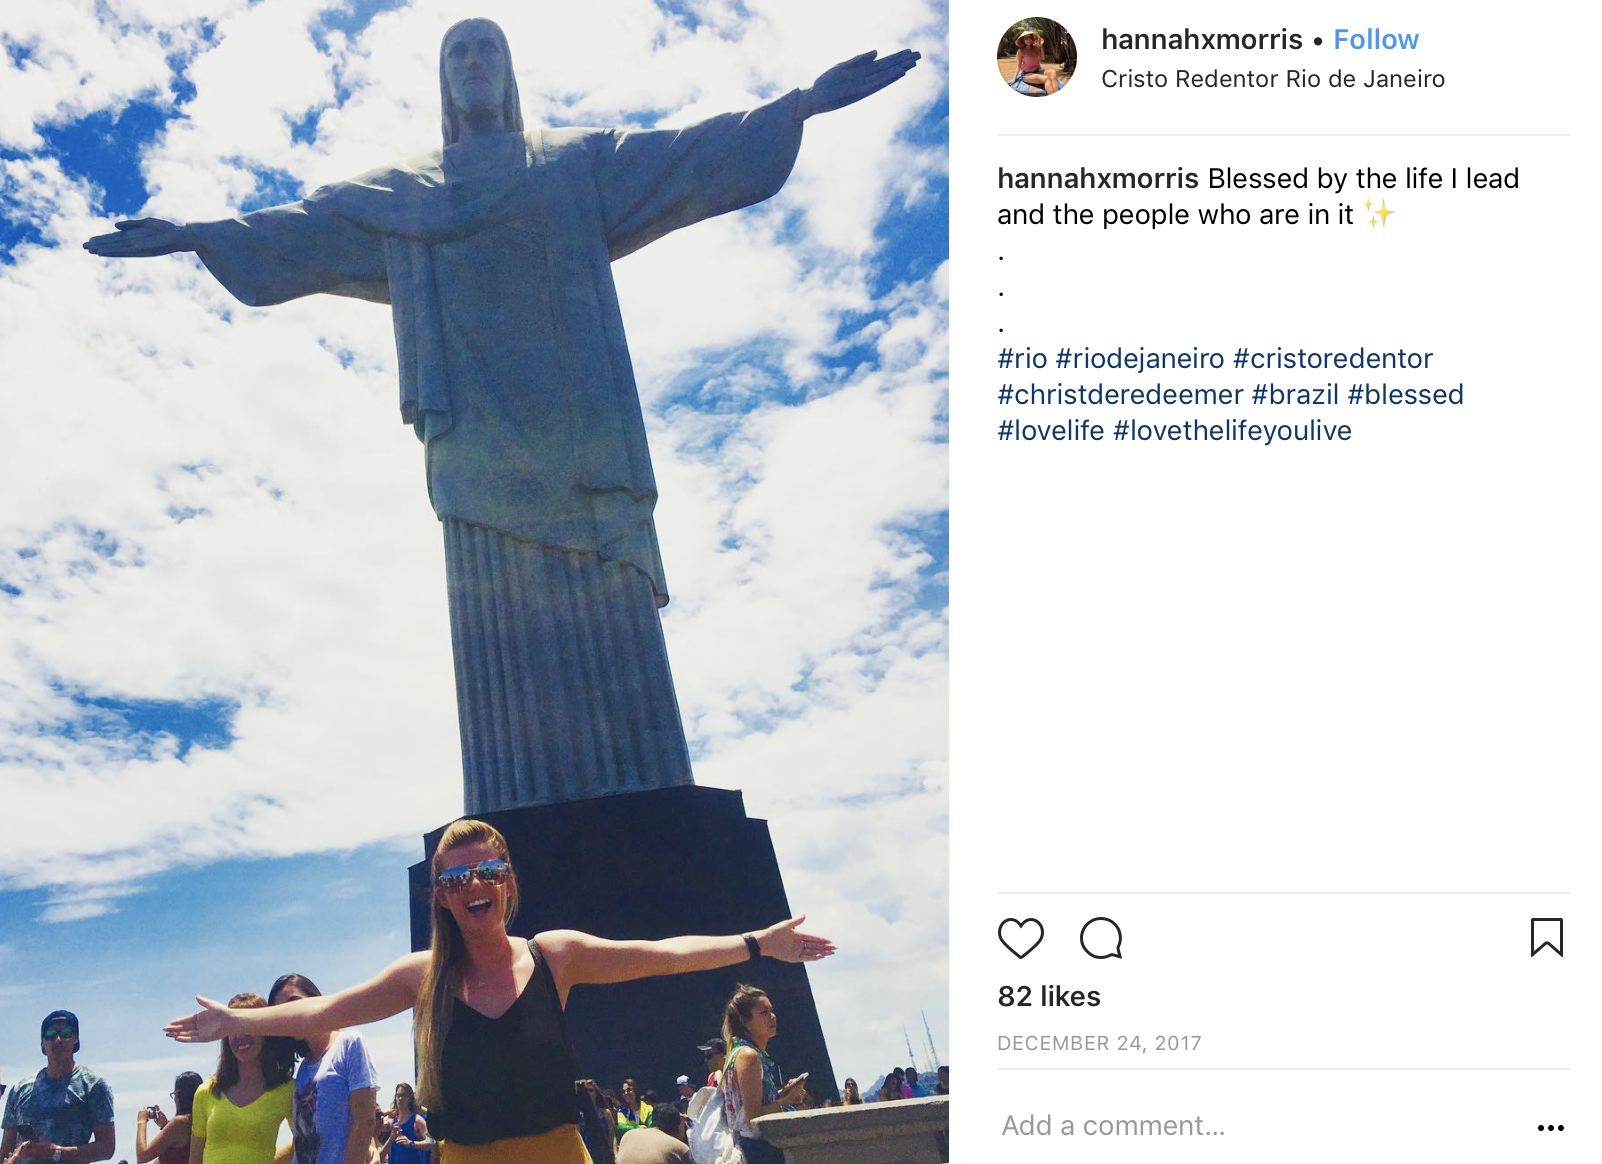 hannahxmorris • Follow
Cristo Redentor Rio de Janeiro
hannahxmorris Blessed by the life I lead
and the people who are in it ✨
.
.
.
#rio #riodejaneiro #cristoredentor
#christderedeemer #brazil #blessed
#lovelife #lovethelifeyoulive
82 likes
DECEMBER 24, 2017
Add a comment...